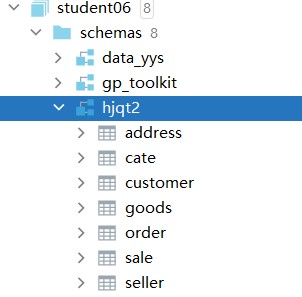 student06 8
schemas 8
data_yys
gp_toolkit
hjqt2
address
cate
customer
goods
order
sale
seller